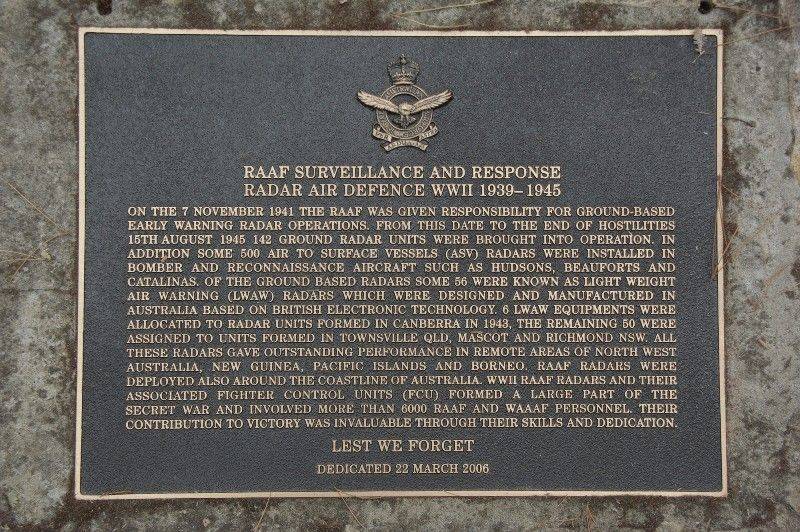 RAAF SURVEILLANCE AND RESPONSE
RADAR AIR DEFENCE WWII 1939–1945
ON THE 7 NOVEMBER 1941 THE RAAF WAS GIVEN RESPONSIBILITY FOR GROUND-BASED
EARLY WARNING RADAR OPERATIONS. FROM THIS DATE TO THE END OF HOSTILITIES
15TH AUGUST 1945 142 GROUND RADAR UNITS WERE BROUGHT INTO OPERATION. IN
ADDITION SOME 500 AIR TO SURFACE VESSELS (ASV) RADARS WERE INSTALLED IN
BOMBER AND RECONNAISSANCE AIRCRAFT SUCH AS HUDSONS, BEAUFORTS AND
CATALINAS. OF THE GROUND BASED RADARS SOME 56 WERE KNOWN AS LIGHT WEIGHT
AIR WARNING (LWAW) RADARS WHICH WERE DESIGNED AND MANUFACTURED IN
AUSTRALIA BASED ON BRITISH ELECTRONIC TECHNOLOGY. 6 LWAW EQUIPMENTS WERE
ALLOCATED TO RADAR UNITS FORMED IN CANBERRA IN 1943, THE REMAINING 50 WERE
ASSIGNED TO UNITS FORMED IN TOWNSVILLE QLD, MASCOT AND RICHMOND NSW. ALL
THESE RADARS GAVE OUTSTANDING PERFORMANCE IN REMOTE AREAS OF NORTH WEST
AUSTRALIA, NEW GUINEA, PACIFIC ISLANDS AND BORNEO. RAAF RADARS WERE
DEPLOYED ALSO AROUND THE COASTLINE OF AUSTRALIA. WWII RAAF RADARS AND THEIR
ASSOCIATED FIGHTER CONTROL UNITS (FCU) FORMED A LARGE PART OF THE
SECRET WAR AND INVOLVED MORE THAN 6000 RAAF AND WAAAF PERSONNEL. THEIR
CONTRIBUTION TO VICTORY WAS INVALUABLE THROUGH THEIR SKILLS AND DEDICATION.
LEST WE FORGET
DEDICATED 22 MARCH 2006